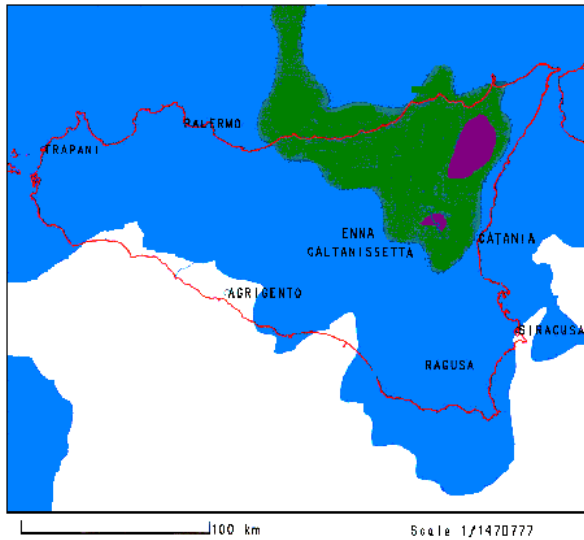 PALERMO
TRAPANI
ENNA
CATANIA
CALTANISSETTA
AGRIGENTO
SIRACUSA
RAGUSA
100 km
Scale 1/1470777